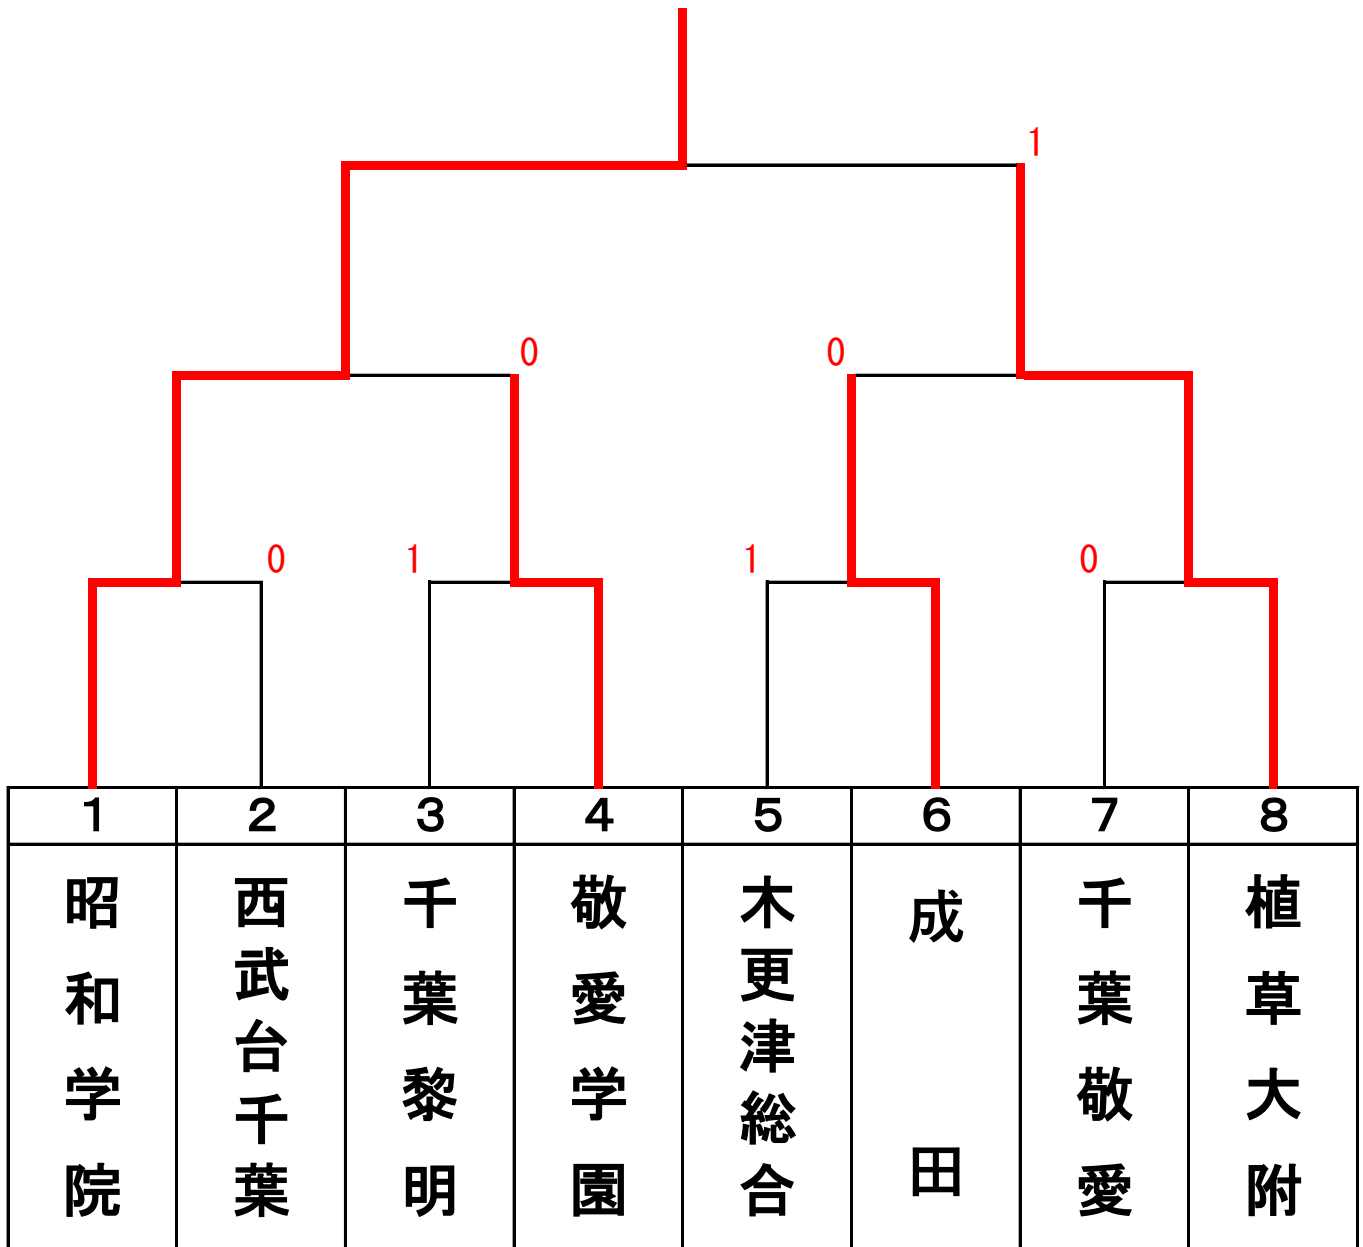 1
0 0
0 1 1 0
1 2 3 4 5 6 7 8
昭和学院
西武台千葉
千葉黎明
敬愛学園
木更津総合
成田
千葉敬愛
植草大附